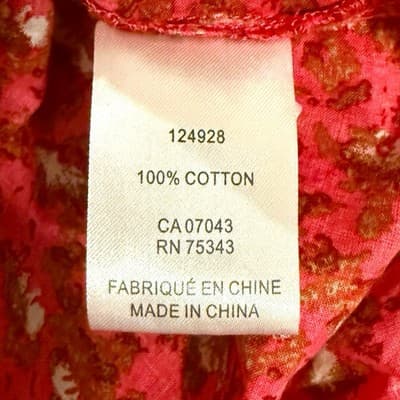 124928
100% COTTON
CA 07043
RN 75343
FABRIQUÉ EN CHINE
MADE IN CHINA